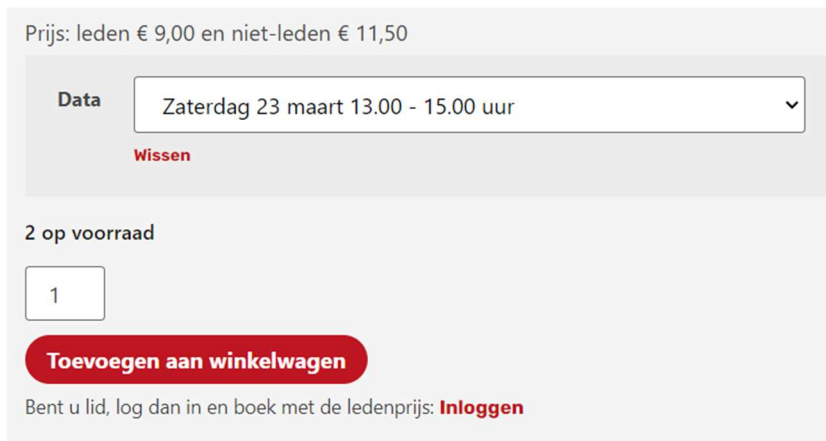 Prijs: leden € 9,00 en niet-leden € 11,50
Data
Zaterdag 23 maart 13.00 - 15.00 uur
Wissen
2 op voorraad
1
Toevoegen aan winkelwagen
Bent u lid, log dan in en boek met de ledenprijs: Inloggen